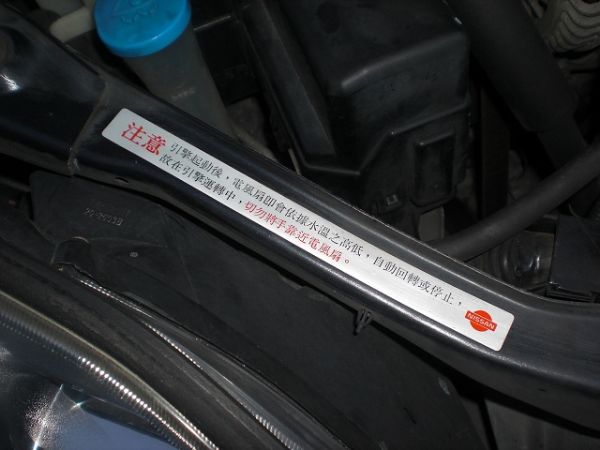 注意
引擎起動後，電風扇即會依據水溫之高低，自動回轉或停止，
故在引擎運轉中，切勿將手靠近電風扇。
NISSAN